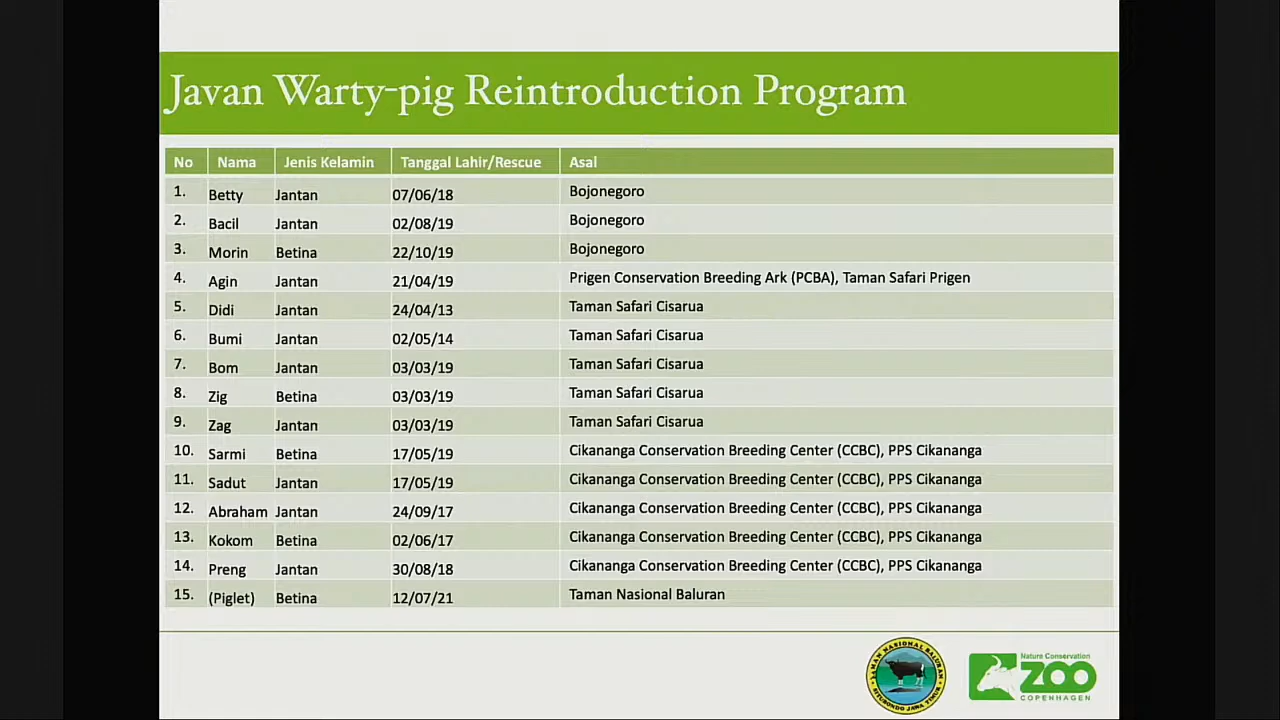 Javan Warty-pig Reintroduction Program
No Nama Jenis Kelamin Tanggal Lahir/Rescue Asal
1. Betty Jantan 07/06/18 Bojonegoro
2. Bacil Jantan 02/08/19 Bojonegoro
3. Morin Betina 22/10/19 Bojonegoro
4. Agin Jantan 21/04/19 Prigen Conservation Breeding Ark (PCBA), Taman Safari Prigen
5. Didi Jantan 24/04/13 Taman Safari Cisarua
6. Bumi Jantan 02/05/14 Taman Safari Cisarua
7. Bom Jantan 03/03/19 Taman Safari Cisarua
8. Zig Betina 03/03/19 Taman Safari Cisarua
9. Zag Jantan 03/03/19 Taman Safari Cisarua
10. Sarmi Betina 17/05/19 Cikananga Conservation Breeding Center (CCBC), PPS Cikananga
11. Sadut Jantan 17/05/19 Cikananga Conservation Breeding Center (CCBC), PPS Cikananga
12. Abraham Jantan 24/09/17 Cikananga Conservation Breeding Center (CCBC), PPS Cikananga
13. Kokom Betina 02/06/17 Cikananga Conservation Breeding Center (CCBC), PPS Cikananga
14. Preng Jantan 30/08/18 Cikananga Conservation Breeding Center (CCBC), PPS Cikananga
15. (Piglet) Betina 12/07/21 Taman Nasional Baluran
TAMAN NASIONAL BALURAN
SITUBONDO JAWA TIMUR
Nature Conservation
ZOO
COPENHAGEN